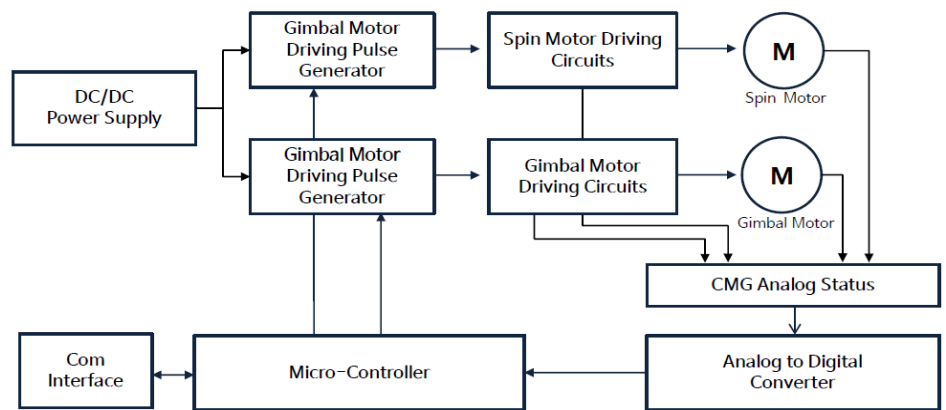 Gimbal Motor
Driving Pulse
Generator
Spin Motor Driving
Circuits
M
Spin Motor
DC/DC
Power Supply
Gimbal Motor
Driving Pulse
Generator
Gimbal Motor
Driving Circuits
M
Gimbal Motor
CMG Analog Status
Com
Interface
Micro-Controller
Analog to Digital
Converter